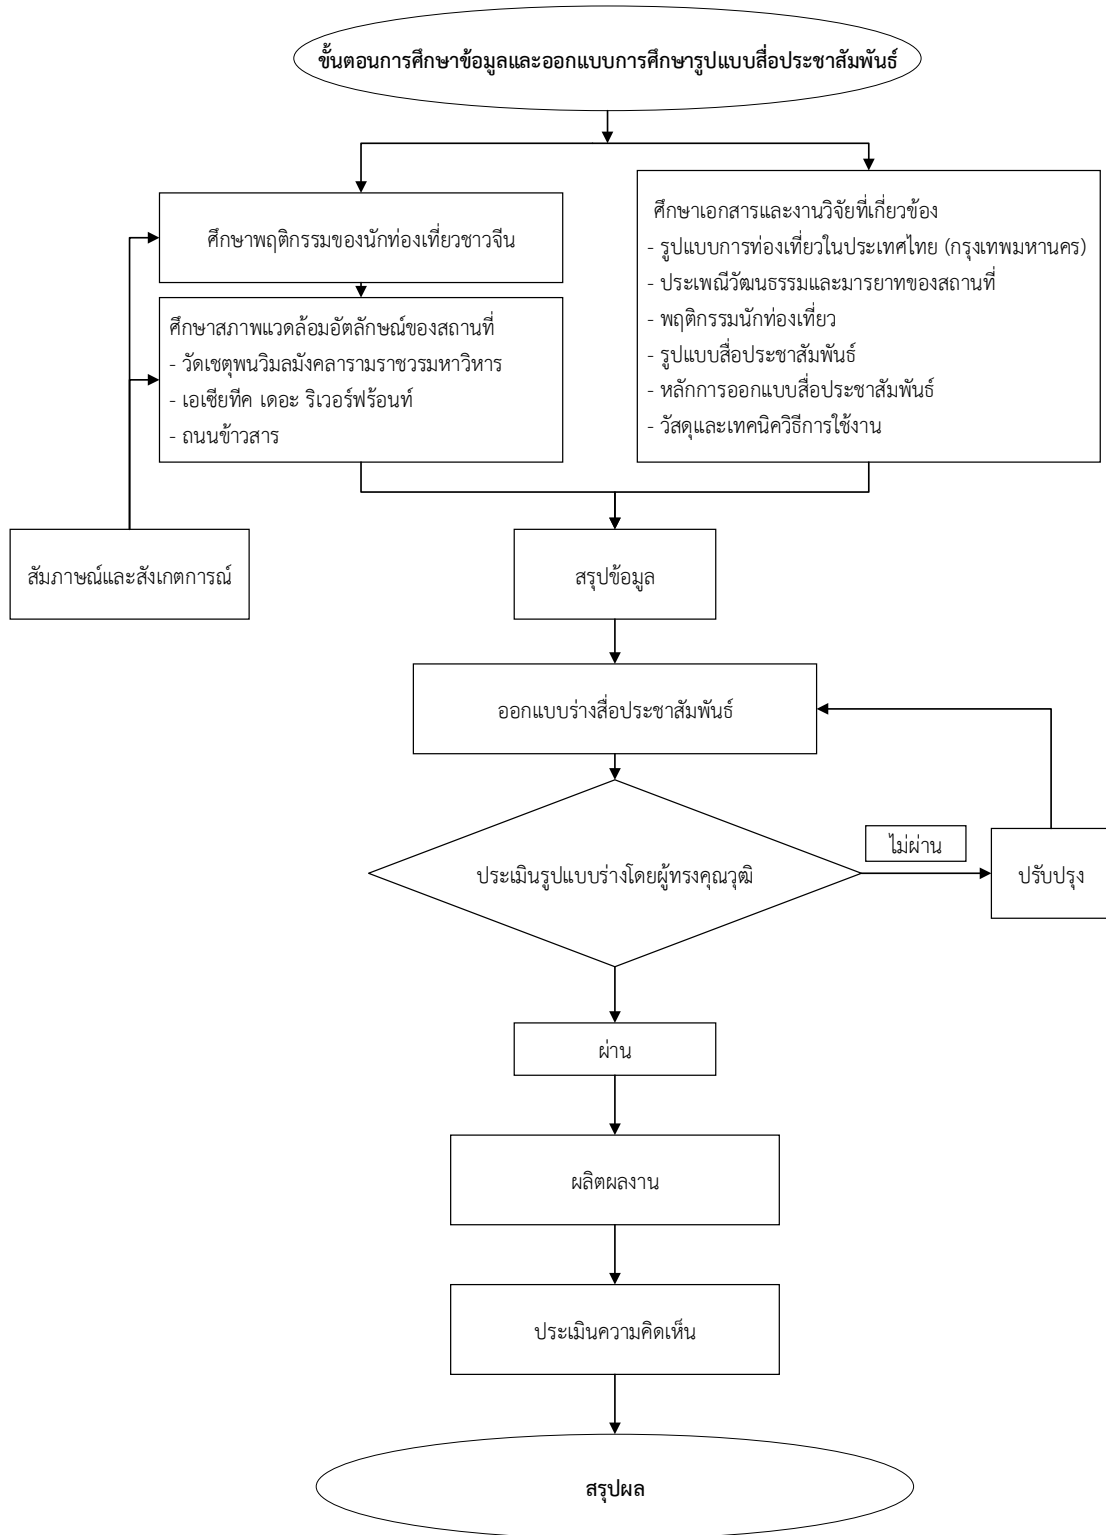 ขั้นตอนการศึกษาข้อมูลและออกแบบการศึกษารูปแบบสื่อประชาสัมพันธ์
ศึกษาพฤติกรรมของนักท่องเที่ยวชาวจีน
ศึกษาสภาพแวดล้อมอัตลักษณ์ของสถานที่
- วัดเชตุพนวิมลมังคลารามราชวรมหาวิหาร
- เอเชียทีค เดอะ ริเวอร์ฟร้อนท์
- ถนนข้าวสาร
ศึกษาเอกสารและงานวิจัยที่เกี่ยวข้อง
- รูปแบบการท่องเที่ยวในประเทศไทย (กรุงเทพมหานคร)
- ประเพณีวัฒนธรรมและมารยาทของสถานที่
- พฤติกรรมนักท่องเที่ยว
- รูปแบบสื่อประชาสัมพันธ์
- หลักการออกแบบสื่อประชาสัมพันธ์
- วัสดุและเทคนิควิธีการใช้งาน
สัมภาษณ์และสังเกตการณ์
สรุปข้อมูล
ออกแบบร่างสื่อประชาสัมพันธ์
ประเมินรูปแบบร่างโดยผู้ทรงคุณวุฒิ
ไม่ผ่าน
ปรับปรุง
ผ่าน
ผลิตผลงาน
ประเมินความคิดเห็น
สรุปผล